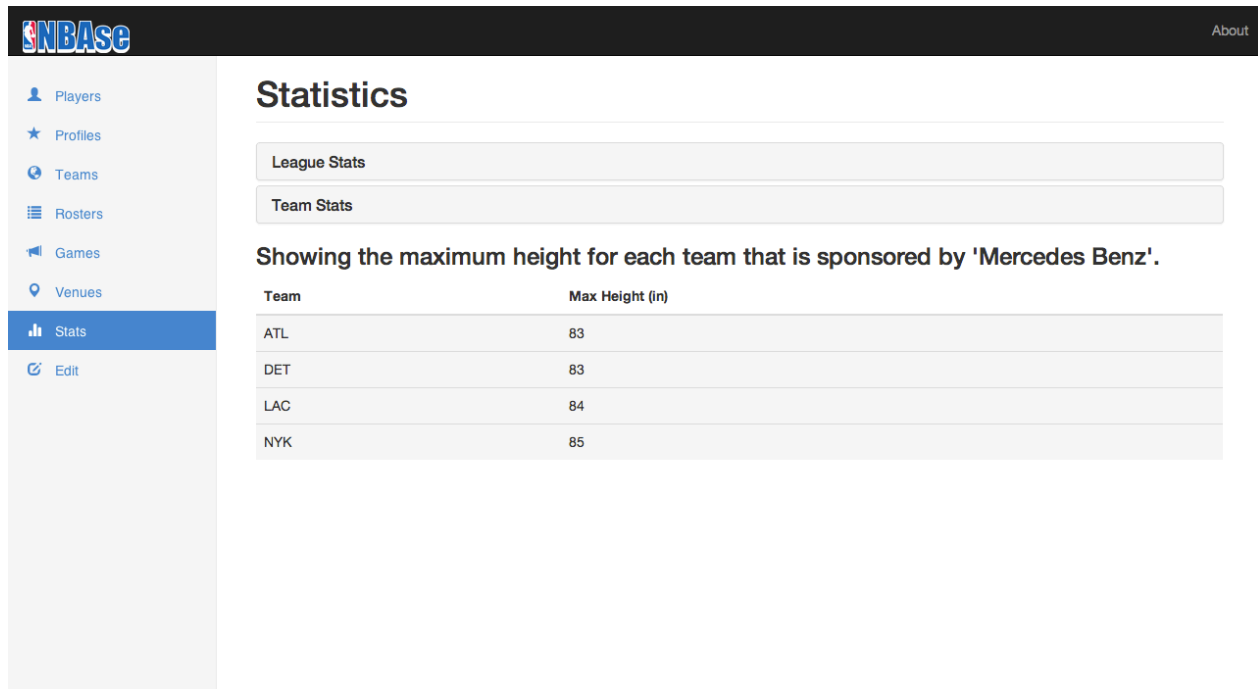 NBAse
About
Players
Profiles
Teams
Rosters
Games
Venues
Stats
Edit
Statistics
League Stats
Team Stats
Showing the maximum height for each team that is sponsored by 'Mercedes Benz'.
Team Max Height (in)
ATL 83
DET 83
LAC 84
NYK 85